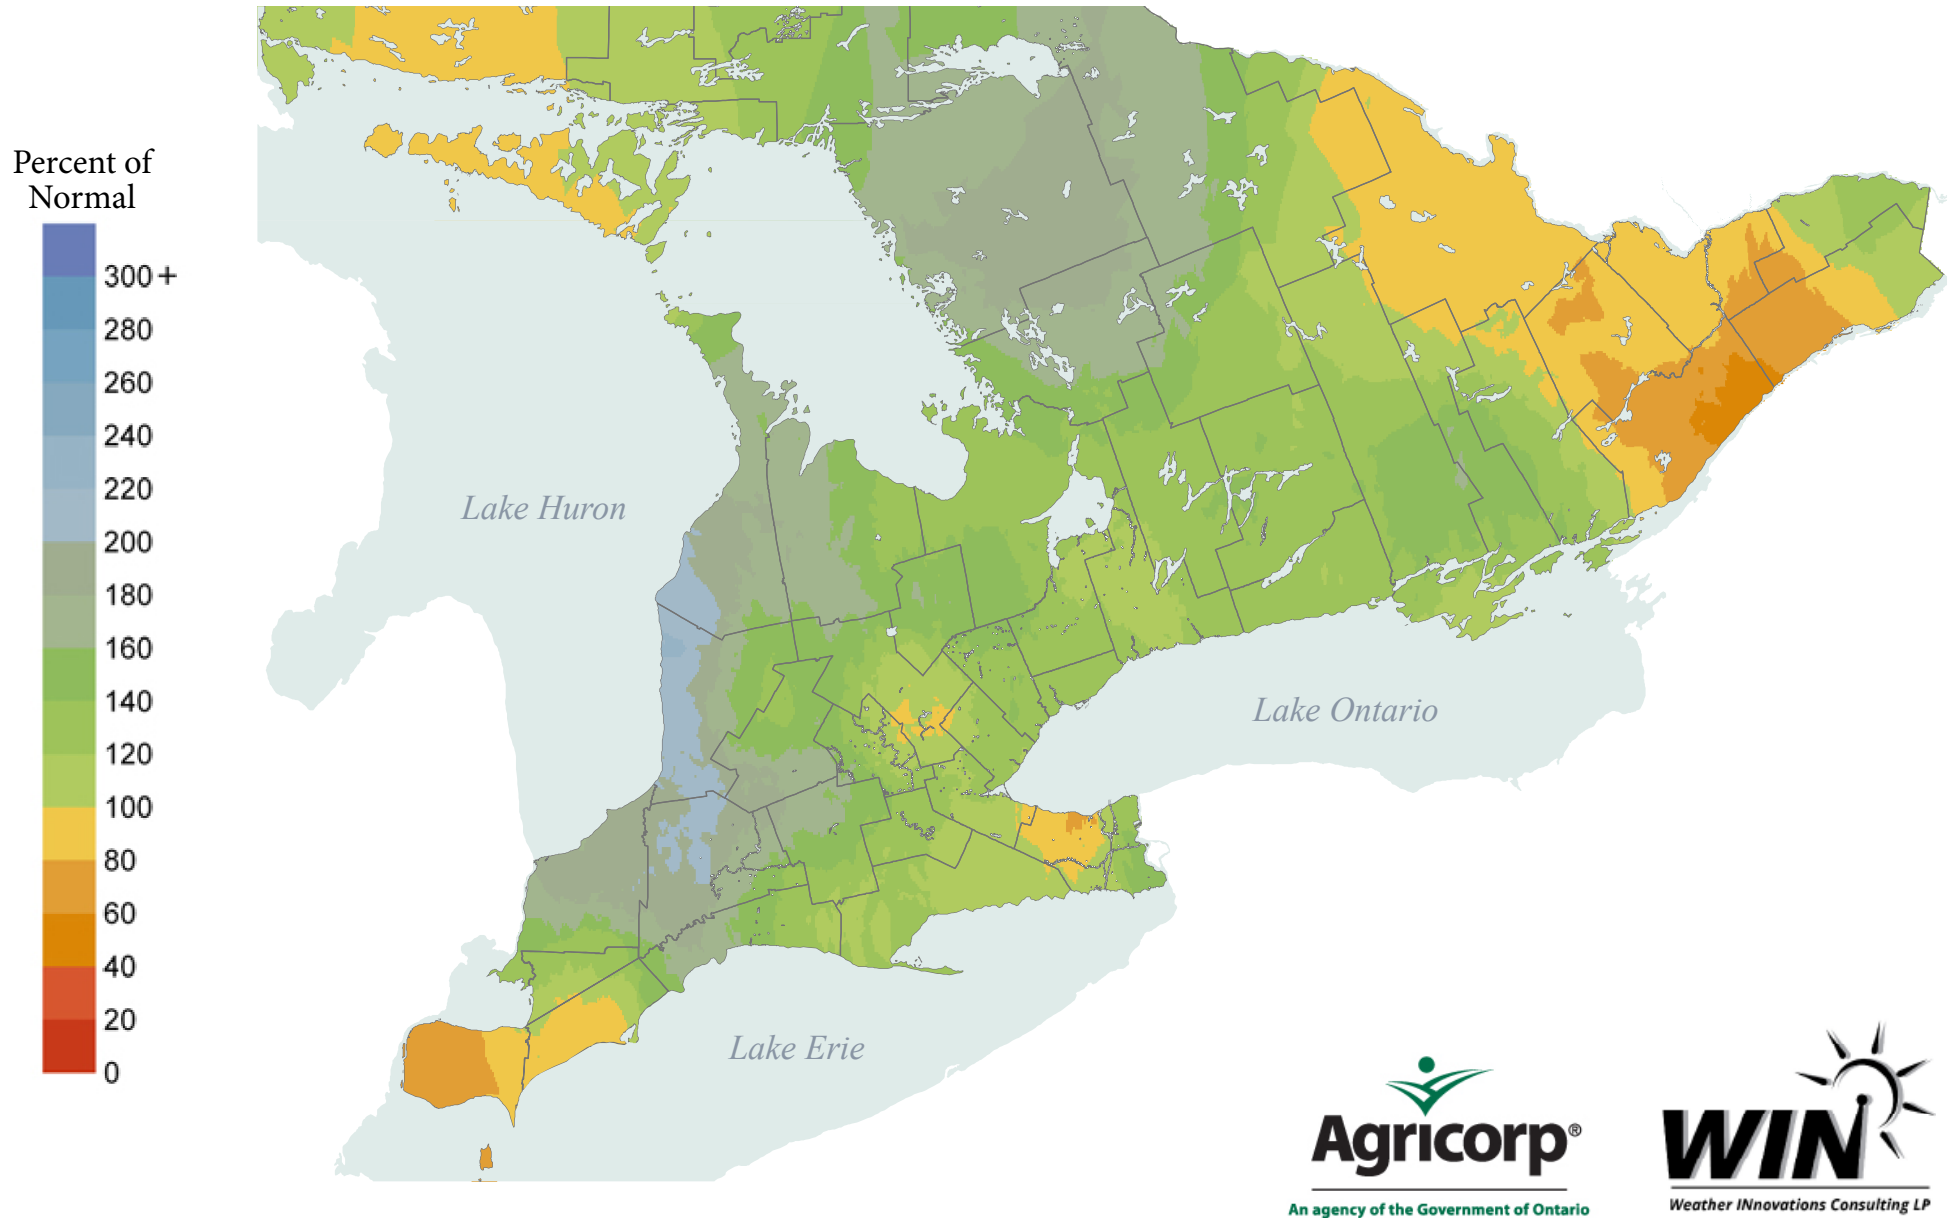 Percent of
Normal
300+
280
260
240
220
200
180
160
140
120
100
80
60
40
20
0
Lake Huron
Lake Ontario
Lake Erie
Agricorp®
An agency of the Government of Ontario
WIN
Weather INnovations Consulting LP